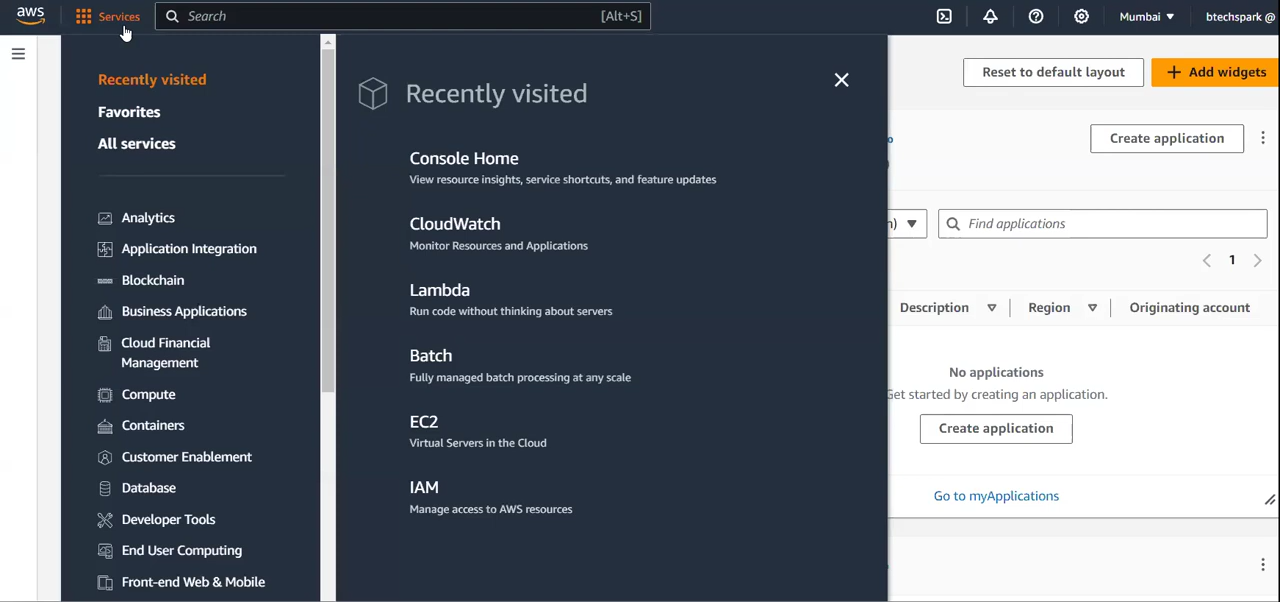 aws
Services
Search
[Alt+S]
Mumbai
btechspark @
Recently visited
Favorites
All services
Analytics
Application Integration
Blockchain
Business Applications
Cloud Financial
Management
Compute
Containers
Customer Enablement
Database
Developer Tools
End User Computing
Front-end Web & Mobile
Recently visited
Console Home
View resource insights, service shortcuts, and feature updates
CloudWatch
Monitor Resources and Applications
Lambda
Run code without thinking about servers
Batch
Fully managed batch processing at any scale
EC2
Virtual Servers in the Cloud
IAM
Manage access to AWS resources
Reset to default layout
+ Add widgets
Create application
Find applications
1
Description
Region
Originating account
No applications
Get started by creating an application.
Create application
Go to myApplications